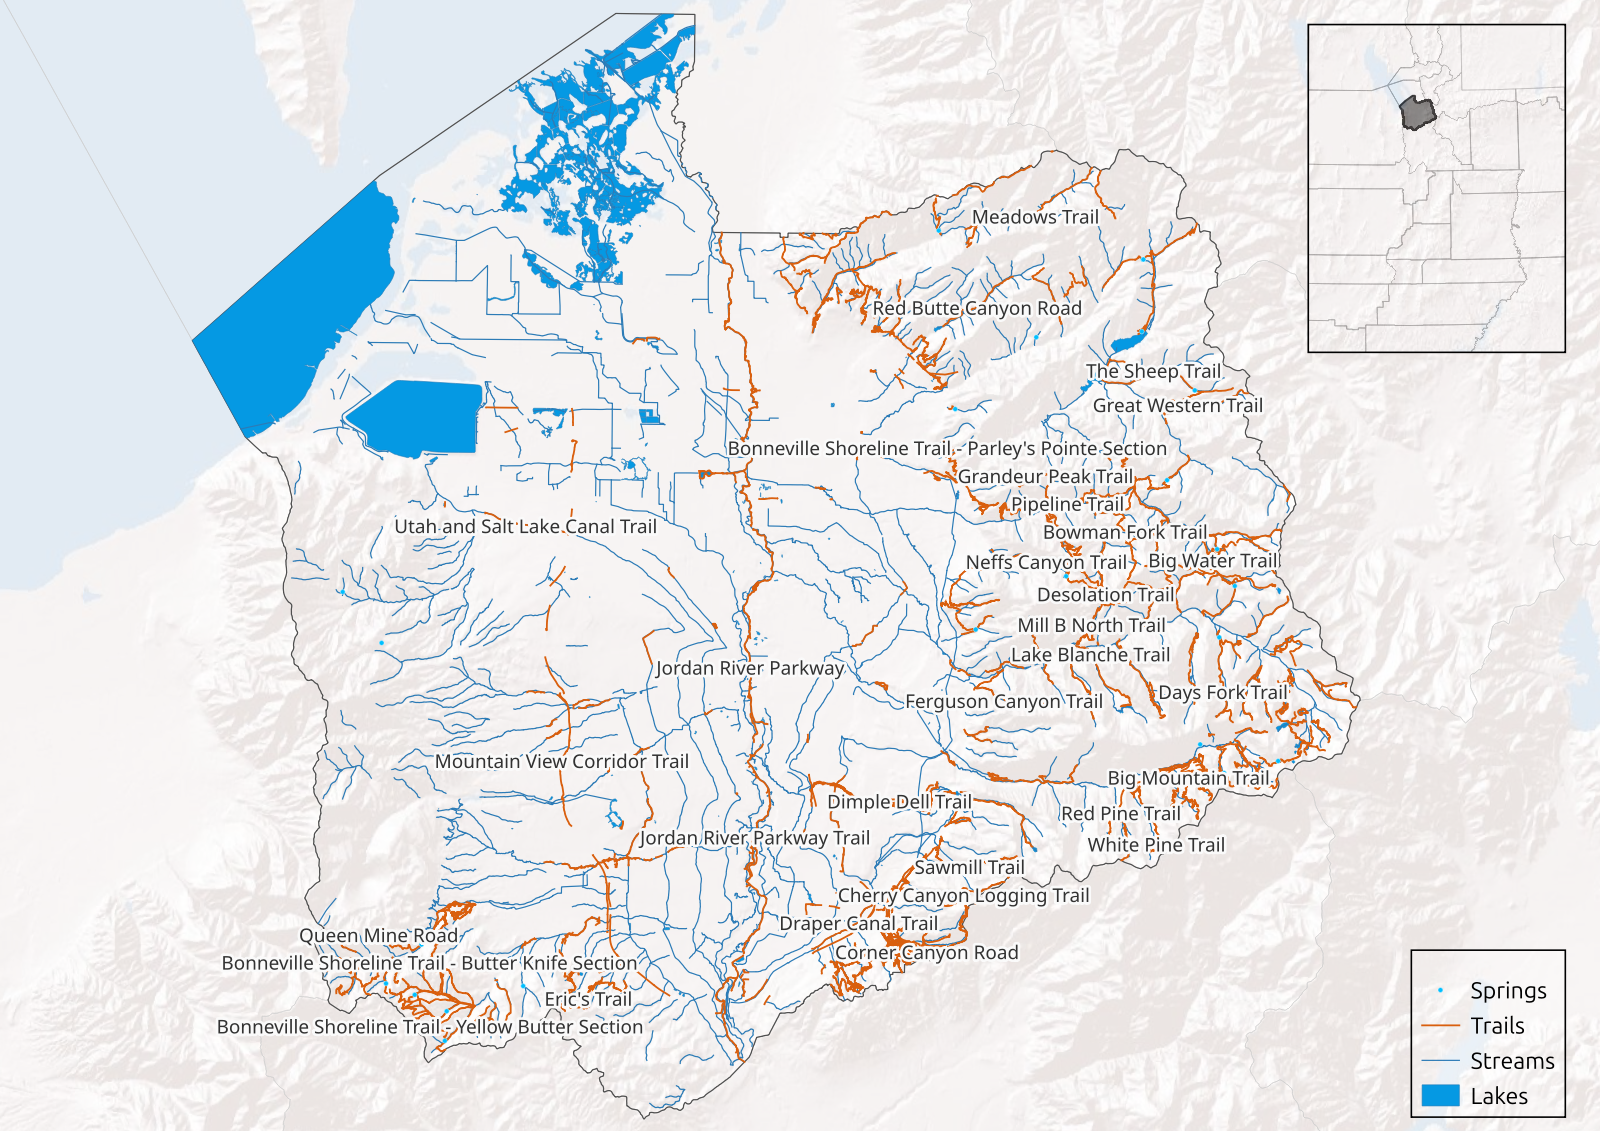 Meadows Trail
Red Butte Canyon Road
The Sheep Trail
Great Western Trail
Bonneville Shoreline Trail - Parley's Pointe Section
Grandeur Peak Trail
Pipeline Trail
Utah and Salt Lake Canal Trail
Bowman Fork Trail
Neffs Canyon Trail
Big Water Trail
Desolation Trail
Mill B North Trail
Lake Blanche Trail
Jordan River Parkway
Days Fork Trail
Ferguson Canyon Trail
Mountain View Corridor Trail
Big Mountain Trail
Dimple Dell Trail
Red Pine Trail
Jordan River Parkway Trail
White Pine Trail
Sawmill Trail
Cherry Canyon Logging Trail
Draper Canal Trail
Queen Mine Road
Corner Canyon Road
Bonneville Shoreline Trail - Butter Knife Section
Eric's Trail
Bonneville Shoreline Trail - Yellow Butter Section
Springs
Trails
Streams
Lakes